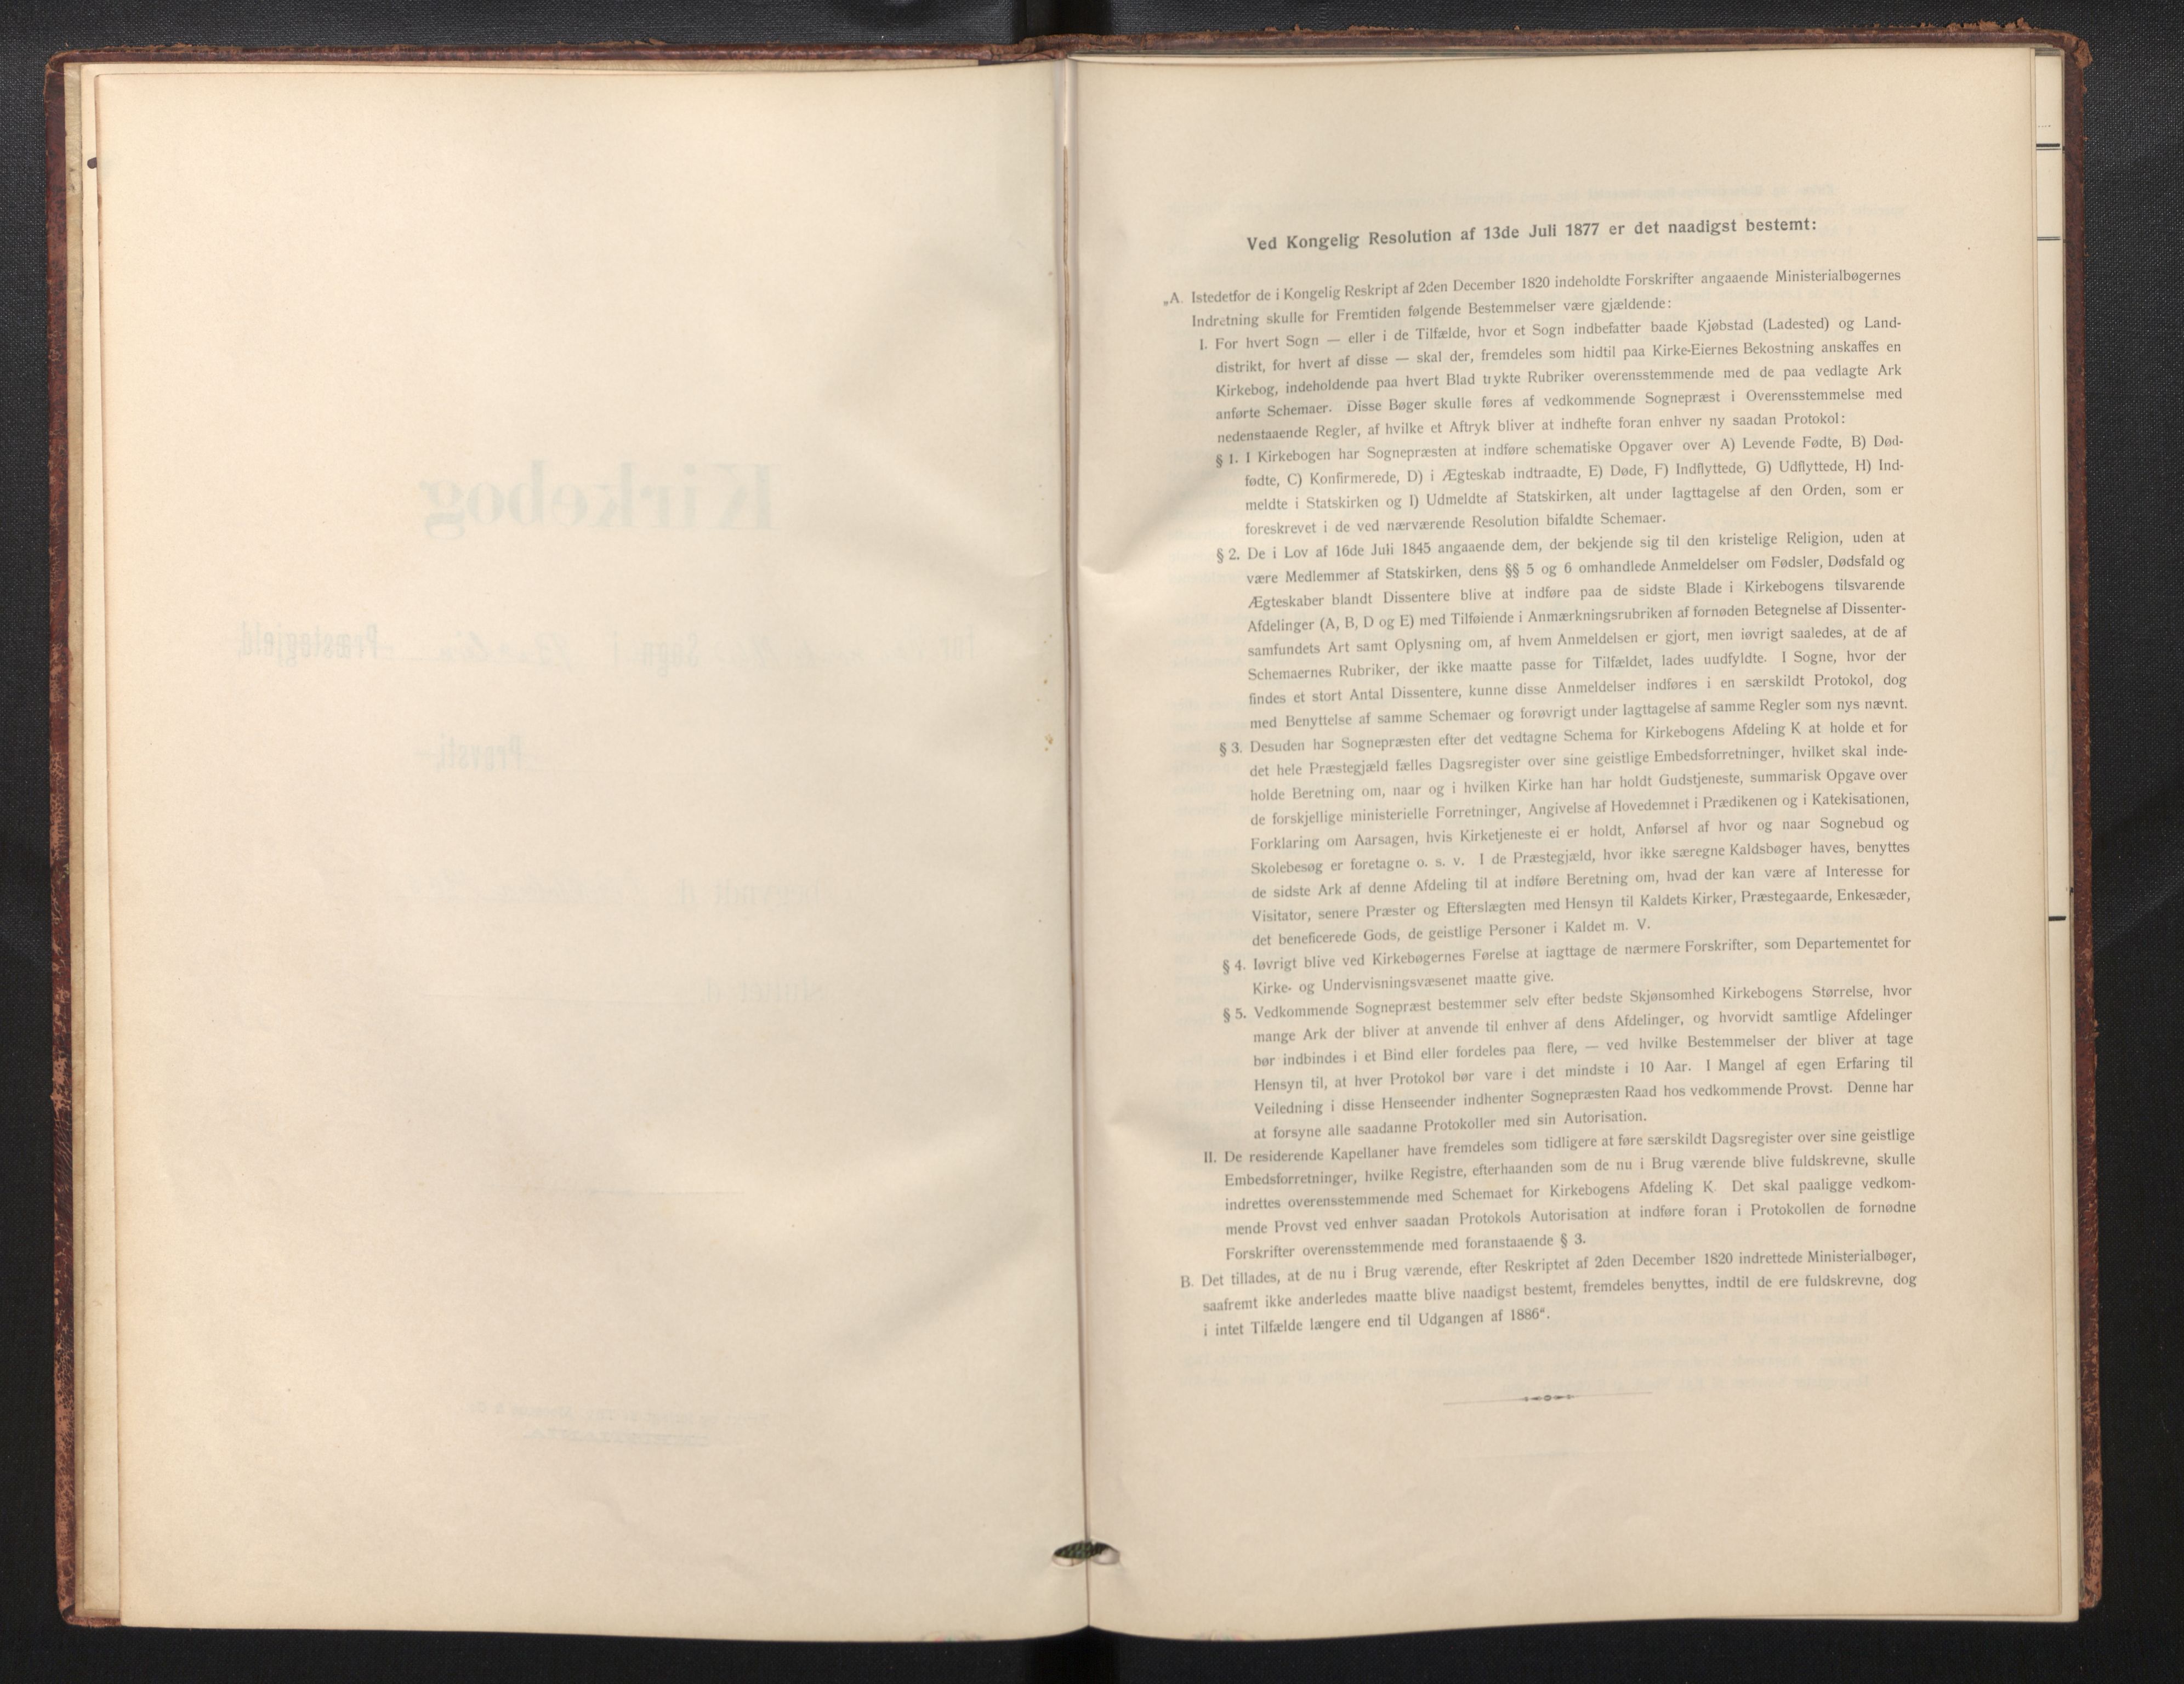 Ved Kongelig Resolution af 13de Juli 1877 er det naadigst bestemt:
„A. Istedetfor de i Kongelig Reskript af 2den December 1820 indeholdte Forskrifter angaaende Ministerialbøgernes
Indretning skulle for Fremtiden følgende Bestemmelser være gjældende:
I. For hvert Sogn — eller i de Tilfælde, hvor et Sogn indbefatter baade Kjøbstad (Ladested) og Land-
distrikt, for hvert af disse — skal der, fremdeles som hidtil paa Kirke-Eiernes Bekostning anskaffes en
Kirkebog, indeholdende paa hvert Blad trykte Rubriker overensstemmende med de paa vedlagte Ark
anførte Schemaer. Disse Bøger skulle føres af vedkommende Sognepræst i Overensstemmelse med
nedenstaaende Regler, af hvilke et Aftryk bliver at indhefte foran enhver ny saadan Protokol:
§ 1. I Kirkebogen har Sognepræsten at indføre schematiske Opgaver over A) Levende Fødte, B) Død-
fødte, C) Konfirmerede, D) i Ægteskab indtraadte, E) Døde, F) Indflyttede, G) Udflyttede, H) Ind-
meldte i Statskirken og I) Udmeldte af Statskirken, alt under Iagttagelse af den Orden, som er
foreskrevet i de ved nærværende Resolution bifaldte Schemaer.
§ 2. De i Lov af 16de Juli 1845 angaaende dem, der bekjende sig til den kristelige Religion, uden at
være Medlemmer af Statskirken, dens §§ 5 og 6 omhandlede Anmeldelser om Fødsler, Dødsfald og
Ægteskaber blandt Dissentere blive at indføre paa de sidste Blade i Kirkebogens tilsvarende
Afdelinger (A, B, D og E) med Tilføiende i Anmærkningsrubriken af fornøden Betegnelse af Dissenter-
samfundets Art samt Oplysning om, af hvem Anmeldelsen er gjort, men iøvrigt saaledes, at de af
Schemaernes Rubriker, der ikke maatte passe for Tilfældet, lades uudfyldte. I Sogne, hvor der
findes et stort Antal Dissentere, kunne disse Anmeldelser indføres i en særskildt Protokol, dog
med Benyttelse af samme Schemaer og forøvrigt under Iagttagelse af samme Regler som nys nævnt.
§ 3. Desuden har Sognepræsten efter det vedtagne Schema for Kirkebogens Afdeling K at holde et for
det hele Præstegjæld fælles Dagsregister over sine geistlige Embedsforretninger, hvilket skal inde-
holde Beretning om, naar og i hvilken Kirke han har holdt Gudstjeneste, summarisk Opgave over
de forskjellige ministerielle Forretninger, Angivelse af Hovedemnet i Prædikenen og i Katekisationen,
Forklaring om Aarsagen, hvis Kirketjeneste ei er holdt, Anførsel af hvor og naar Sognebud og
Skolebesøg er foretagne o. s. v. I de Præstegjæld, hvor ikke særegne Kaldsbøger haves, benyttes
de sidste Ark af denne Afdeling til at indføre Beretning om, hvad der kan være af Interesse for
Visitator, senere Præster og Efterslægten med Hensyn til Kaldets Kirker, Præstegaarde, Enkesæder,
det beneficerede Gods, de geistlige Personer i Kaldet m. V.
§ 4. Iøvrigt blive ved Kirkebøgernes Førelse at iagttage de nærmere Forskrifter, som Departementet for
Kirke- og Undervisningsvæsenet maatte give.
§ 5. Vedkommende Sognepræst bestemmer selv efter bedste Skjønsomhed Kirkebogens Størrelse, hvor
mange Ark der bliver at anvende til enhver af dens Afdelinger, og hvorvidt samtlige Afdelinger
bør indbindes i et Bind eller fordeles paa flere, — ved hvilke Bestemmelser der bliver at tage
Hensyn til, at hver Protokol bør vare i det mindste i 10 Aar. I Mangel af egen Erfaring til
Veiledning i disse Henseender indhenter Sognepræsten Raad hos vedkommende Provst. Denne har
at forsyne alle saadanne Protokoller med sin Autorisation.
II. De residerende Kapellaner have fremdeles som tidligere at føre særskildt Dagsregister over sine geistlige
Embedsforretninger, hvilke Registre, efterhaanden som de nu i Brug værende blive fuldskrevne, skulle
indrettes overensstemmende med Schemaet for Kirkebogens Afdeling K. Det skal paaligge vedkom-
mende Provst ved enhver saadan Protokols Autorisation at indføre foran i Protokollen de fornødne
Forskrifter overensstemmende med foranstaaende § 3.
B. Det tillades, at de nu i Brug værende, efter Reskriptet af 2den December 1820 indrettede Ministerialbøger,
saafremt ikke anderledes maatte blive naadigst bestemt, fremdeles benyttes, indtil de ere fuldskrevne, dog
i intet Tilfælde længere end til Udgangen af 1886“.